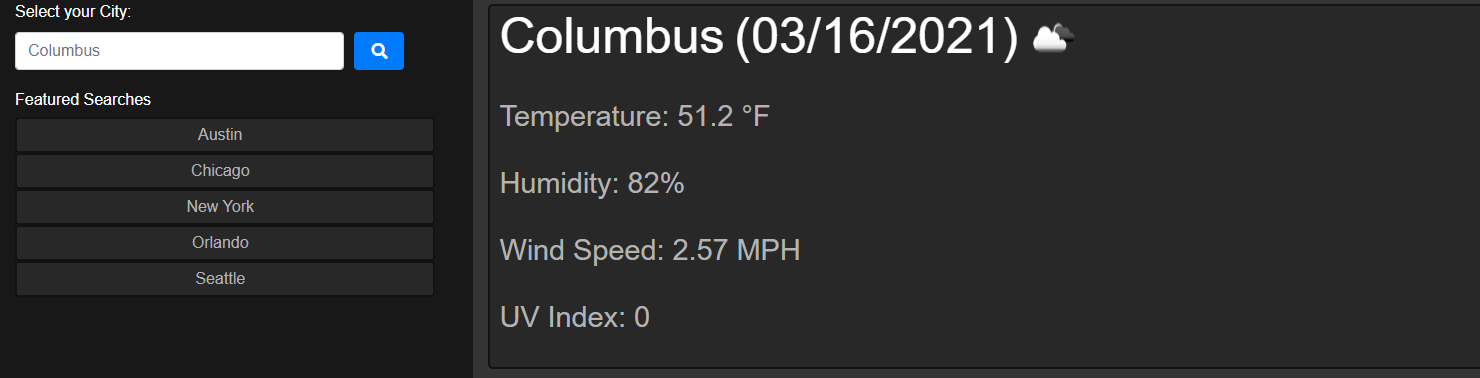 Select your City:
Columbus
Featured Searches
Austin
Chicago
New York
Orlando
Seattle
Columbus (03/16/2021)
Temperature: 51.2 °F
Humidity: 82%
Wind Speed: 2.57 MPH
UV Index: 0